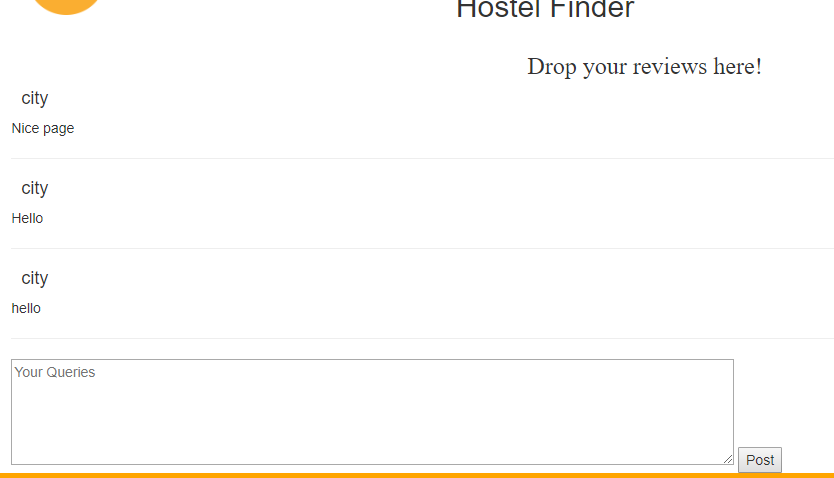 Hostel Finder
Drop your reviews here!
city
Nice page
city
Hello
city
hello
Your Queries
Post